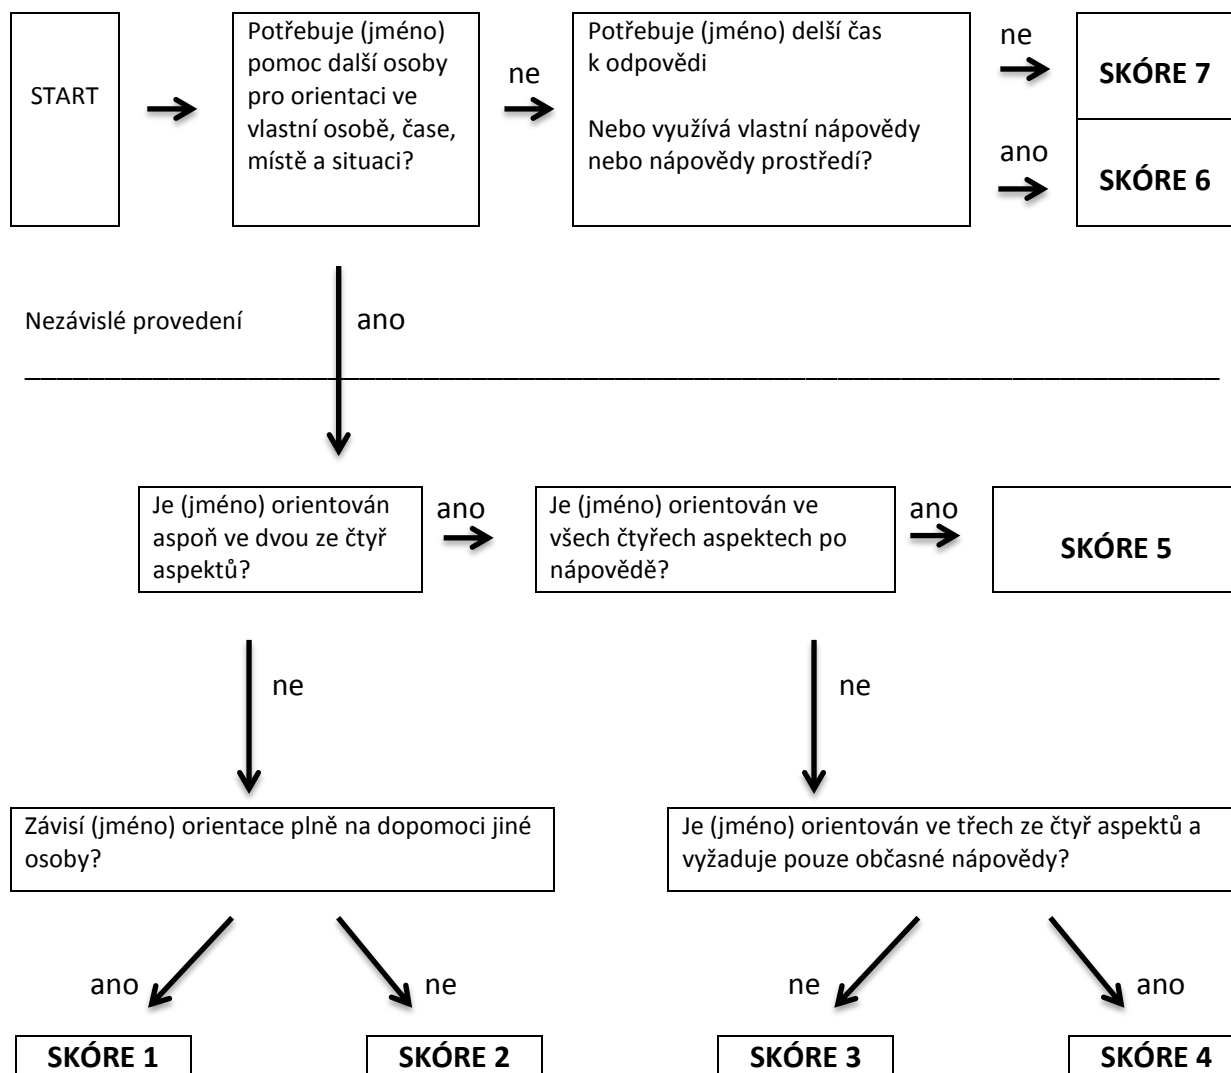 START
Potřebuje (jméno)
pomoc další osoby
pro orientaci ve
vlastní osobě, čase,
místě a situaci?
ne
Potřebuje (jméno) delší čas
k odpovědi
Nebo využívá vlastní nápovědy
nebo nápovědy prostředí?
ne
SKÓRE 7
ano
SKÓRE 6
Nezávislé provedení
ano
Je (jméno) orientován
aspoň ve dvou ze čtyř
aspektů?
ano
Je (jméno) orientován ve
všech čtyřech aspektech po
nápovědě?
ano
SKÓRE 5
ne
ne
Závisí (jméno) orientace plně na dopomoci jiné
osoby?
Je (jméno) orientován ve třech ze čtyř aspektů a
vyžaduje pouze občasné nápovědy?
ano
ne
ne
ano
SKÓRE 1
SKÓRE 2
SKÓRE 3
SKÓRE 4